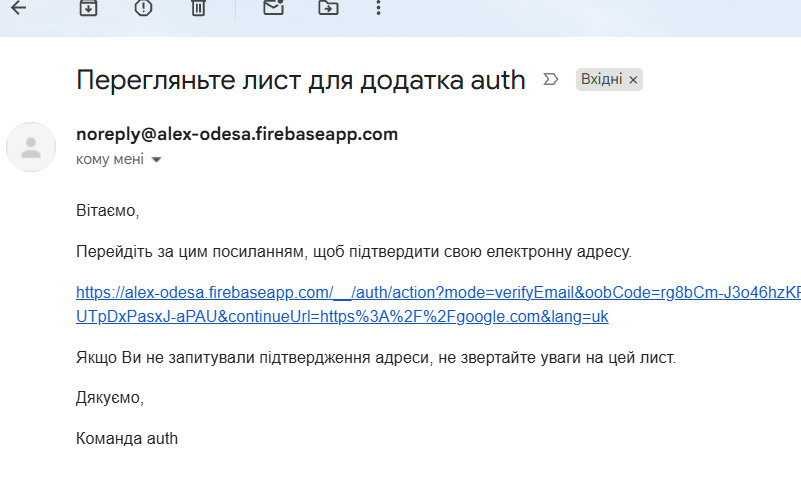 Перегляньте лист для додатка auth Вхідні ×
noreply@alex-odesa.firebaseapp.com
кому мені
Вітаємо,
Перейдіть за цим посиланням, щоб підтвердити свою електронну адресу.
https://alex-odesa.firebaseapp.com/__/auth/action?mode=verifyEmail&oobCode=rg8bCm-J3o46hzKF
UTpDxPasxJ-aPAU&continueUrl=https%3A%2F%2Fgoogle.com&lang=uk
Якщо Ви не запитували підтвердження адреси, не звертайте уваги на цей лист.
Дякуємо,
Команда auth